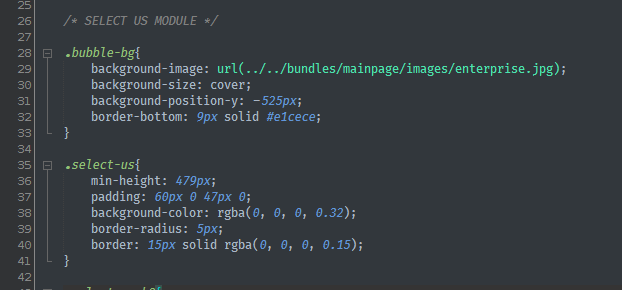 25
26 /* SELECT US MODULE */
27
28 .bubble-bg{
29 background-image: url(../../bundles/mainpage/images/enterprise.jpg);
30 background-size: cover;
31 background-position-y: -525px;
32 border-bottom: 9px solid #e1cece;
33 }
34
35 .select-us{
36 min-height: 479px;
37 padding: 60px 0 47px 0;
38 background-color: rgba(0, 0, 0, 0.32);
39 border-radius: 5px;
40 border: 15px solid rgba(0, 0, 0, 0.15);
41 }
42